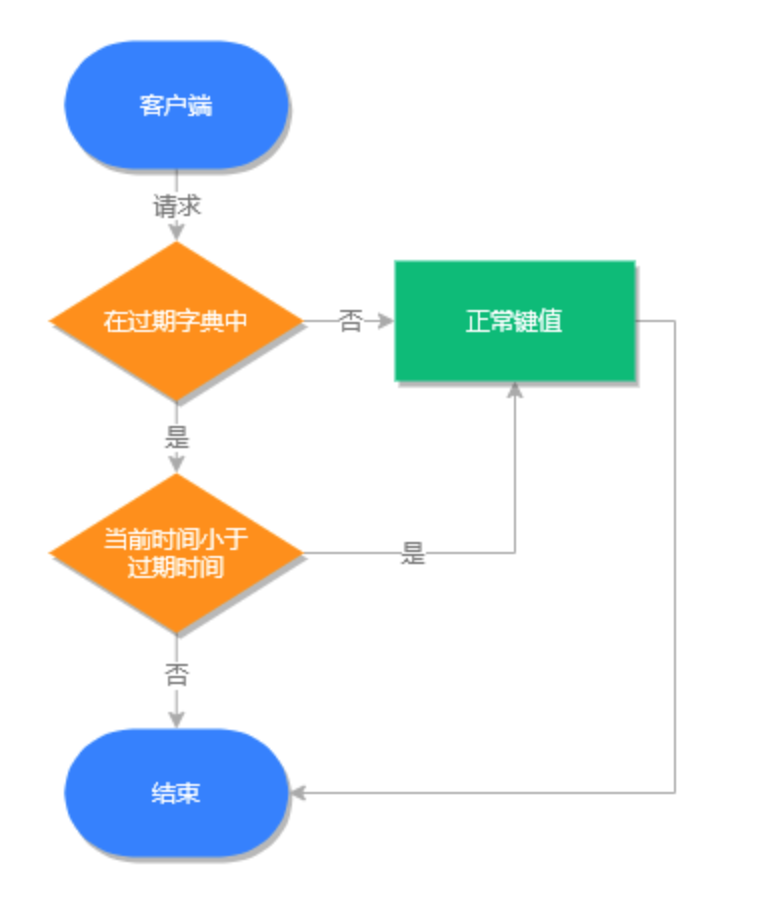 客户端
请求
在过期字典中
否
正常键值
是
当前时间小于
过期时间
是
否
结束